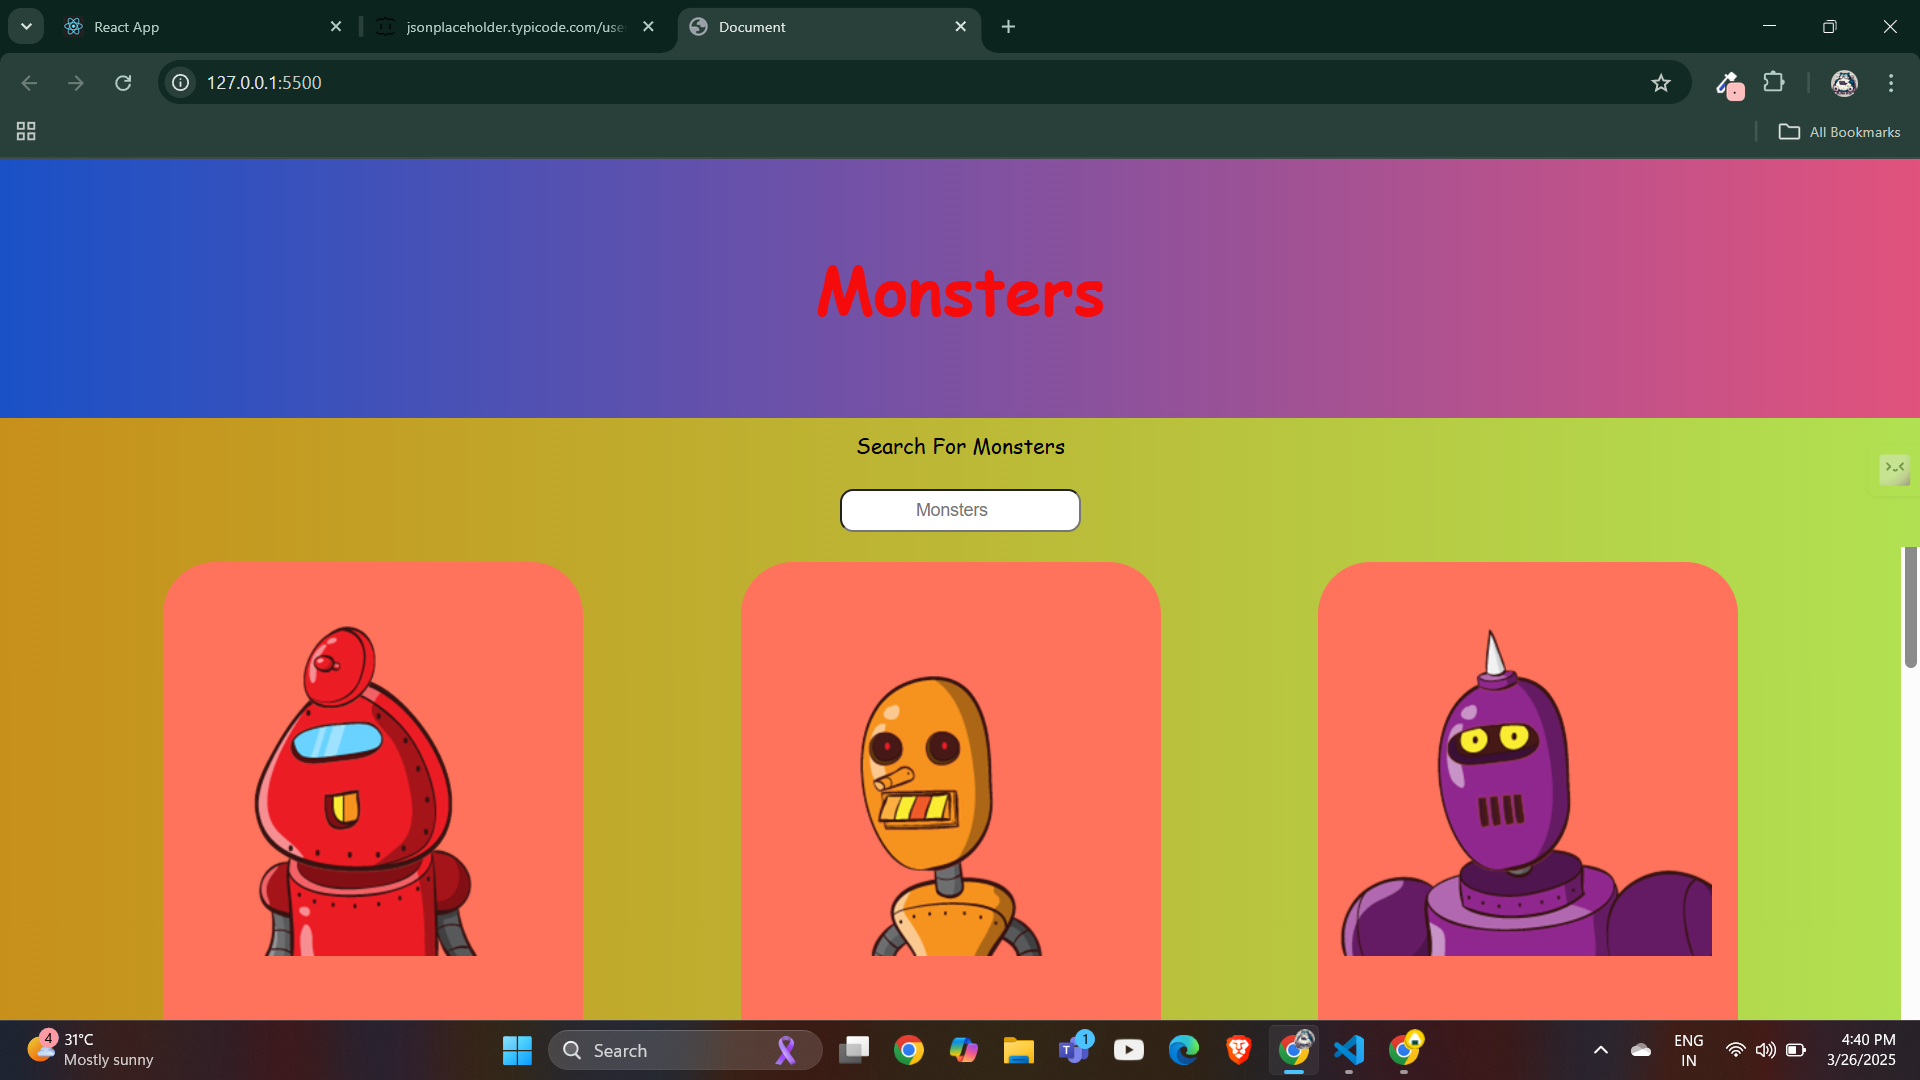 React App
jsonplaceholder.typicode.com/use
Document
127.0.0.1:5500
All Bookmarks
Monsters
Search For Monsters
Monsters
4
31°C
Mostly sunny
Search
1
ENG
IN
4:40 PM
3/26/2025